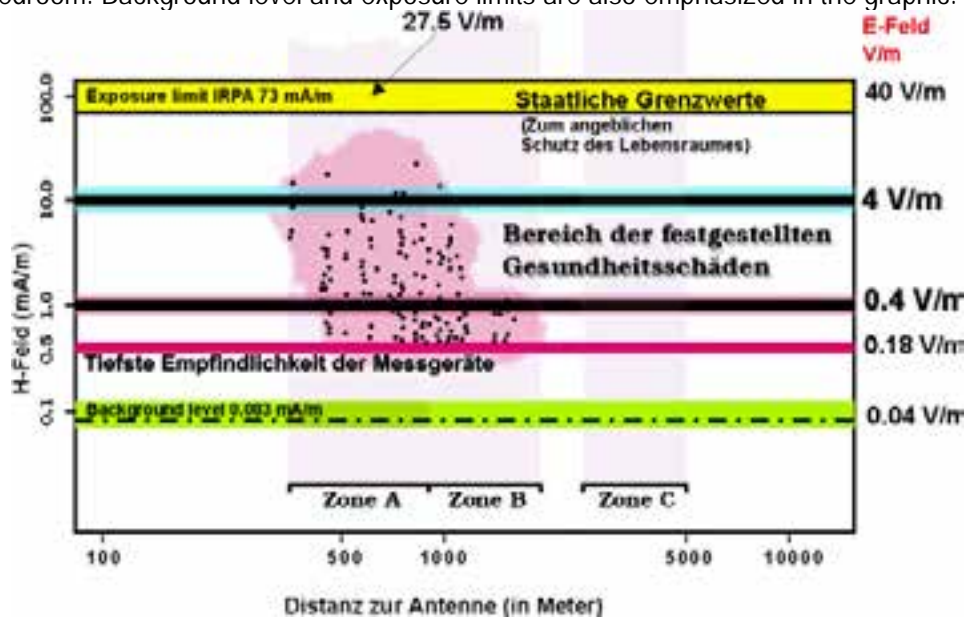 edroom. Background level and exposure limits are also emphasized in the graphic.
27.5 V/m
E-Feld
V/m
100.0
Exposure limit IRPA 73 mA/m
Staatliche Grenzwerte
40 V/m
(Zum angeblichen
Schutz des Lebensraumes)
10.0
4 V/m
Bereich der festgestellten
Gesundheitsschäden
H-Feld (mA/m)
1.0
0.4 V/m
0.5
0.18 V/m
Tiefste Empfindlichkeit der Messgeräte
0.1
Background level 0.083 mA/m
0.04 V/m
Zone A
Zone B
Zone C
100
500
1000
5000
10000
Distanz zur Antenne (in Meter)